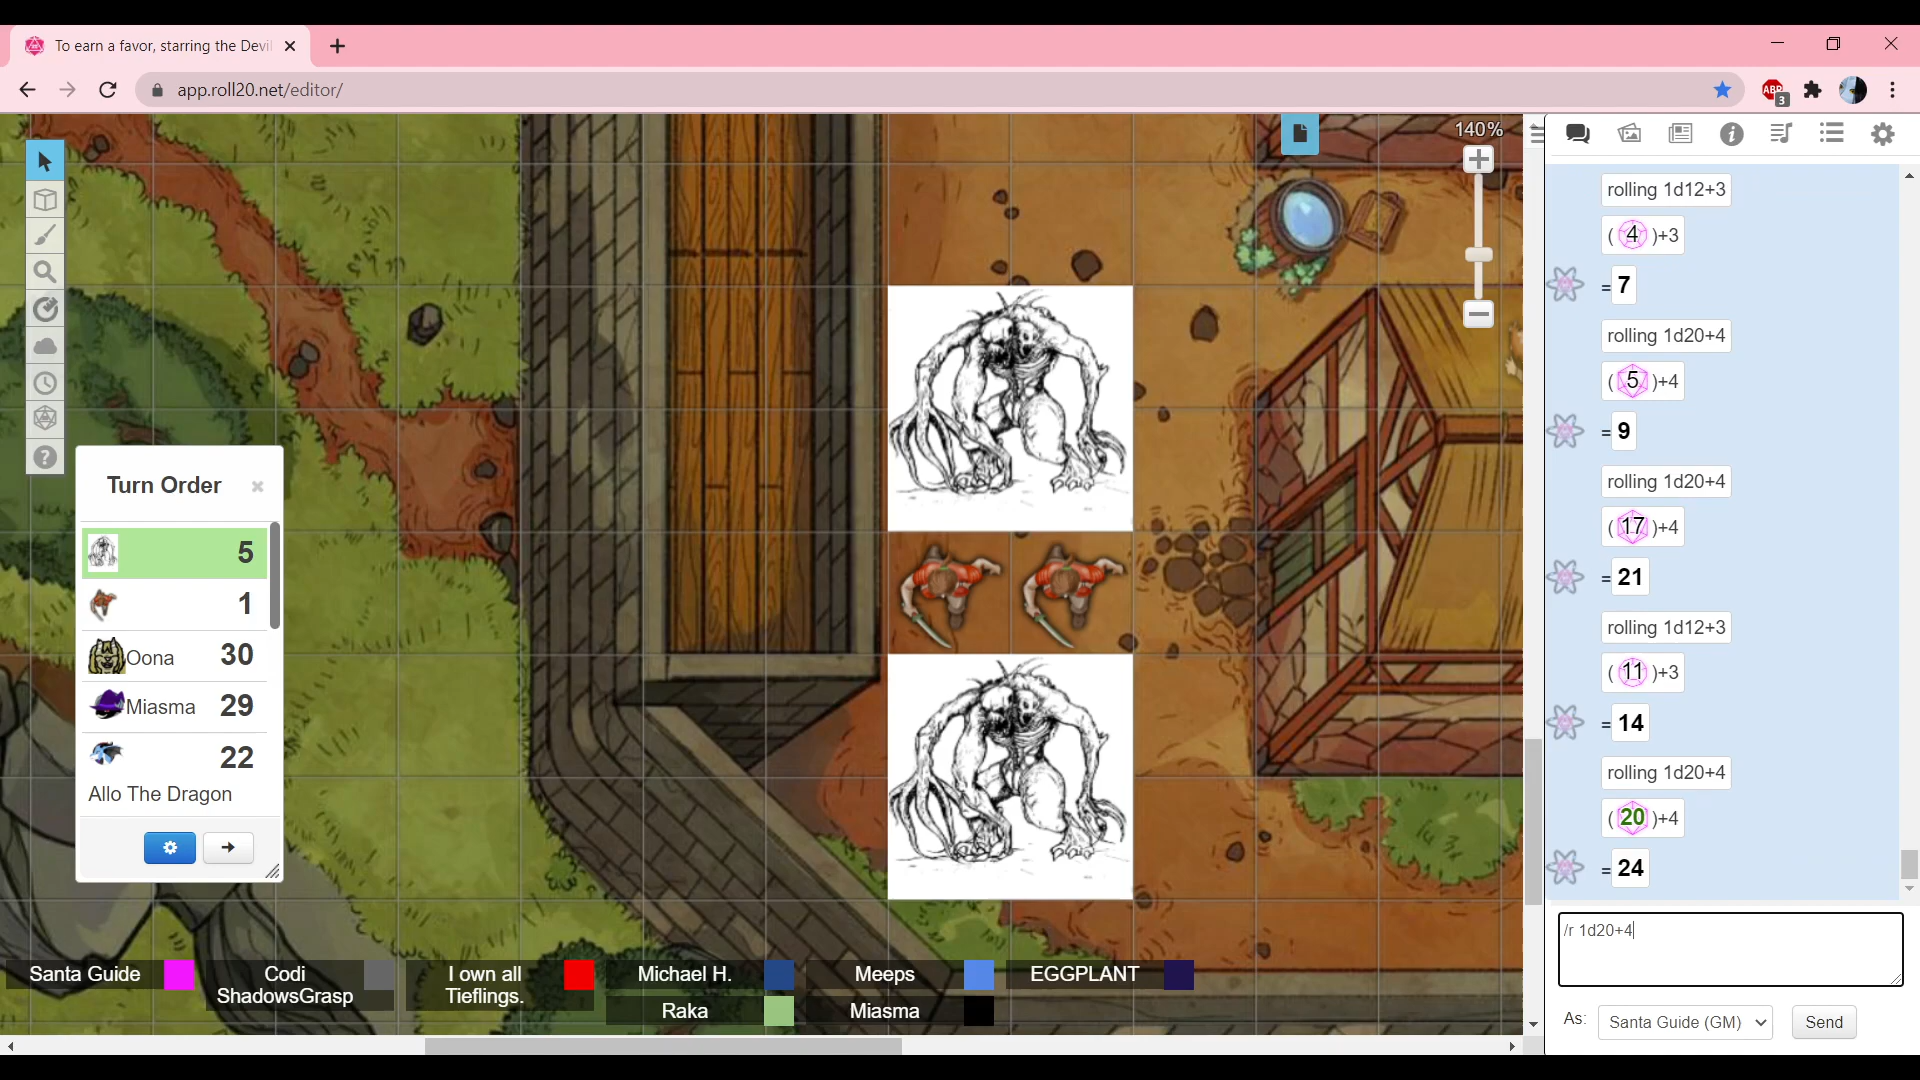 To earn a favor, starring the Devil
app.roll20.net/editor/
ABP
3
140%
Turn Order
5
1
Oona 30
Miasma 29
22
Allo The Dragon
rolling 1d12+3
( 4 )+3
= 7
rolling 1d20+4
( 5 )+4
= 9
rolling 1d20+4
( 17 )+4
= 21
rolling 1d12+3
( 11 )+3
= 14
rolling 1d20+4
( 20 )+4
= 24
/r 1d20+4
As: Santa Guide (GM) Send
Santa Guide
Codi
ShadowsGrasp
I own all
Tieflings.
Michael H.
Meeps
EGGPLANT
Raka
Miasma